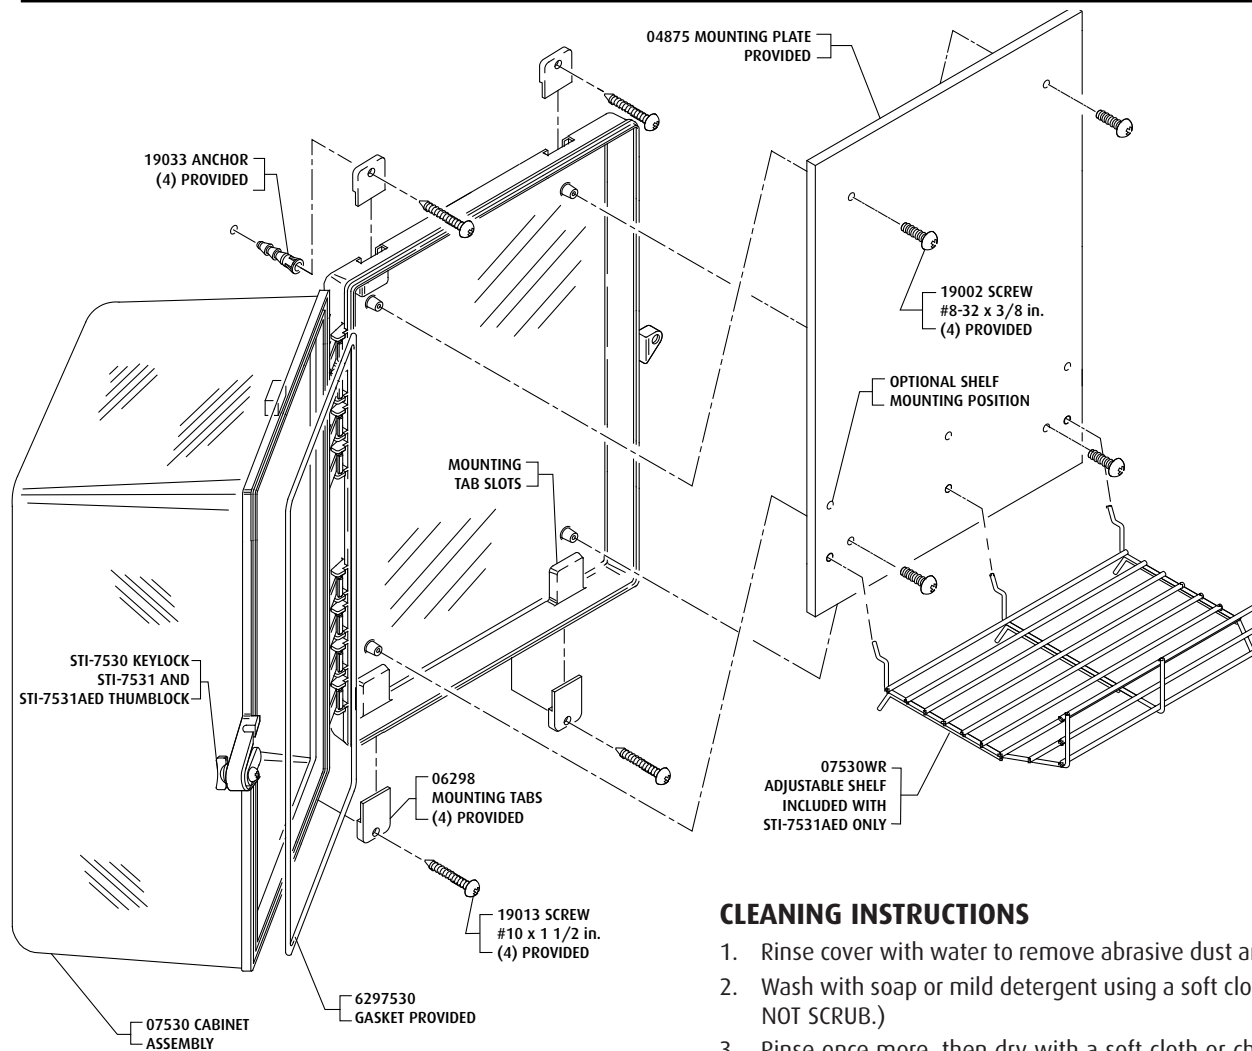 04875 MOUNTING PLATE
PROVIDED
19033 ANCHOR
(4) PROVIDED
19002 SCREW
#8-32 x 3/8 in.
(4) PROVIDED
OPTIONAL SHELF
MOUNTING POSITION
MOUNTING
TAB SLOTS
STI-7530 KEYLOCK
STI-7531 AND
STI-7531AED THUMBLOCK
06298
MOUNTING TABS
(4) PROVIDED
07530WR
ADJUSTABLE SHELF
INCLUDED WITH
STI-7531AED ONLY
19013 SCREW
#10 x 1 1/2 in.
(4) PROVIDED
6297530
GASKET PROVIDED
07530 CABINET
ASSEMBLY
CLEANING INSTRUCTIONS
1. Rinse cover with water to remove abrasive dust
2. Wash with soap or mild detergent using a soft
NOT SCRUB.)
3. Rinse once more, then dry with a soft cloth or